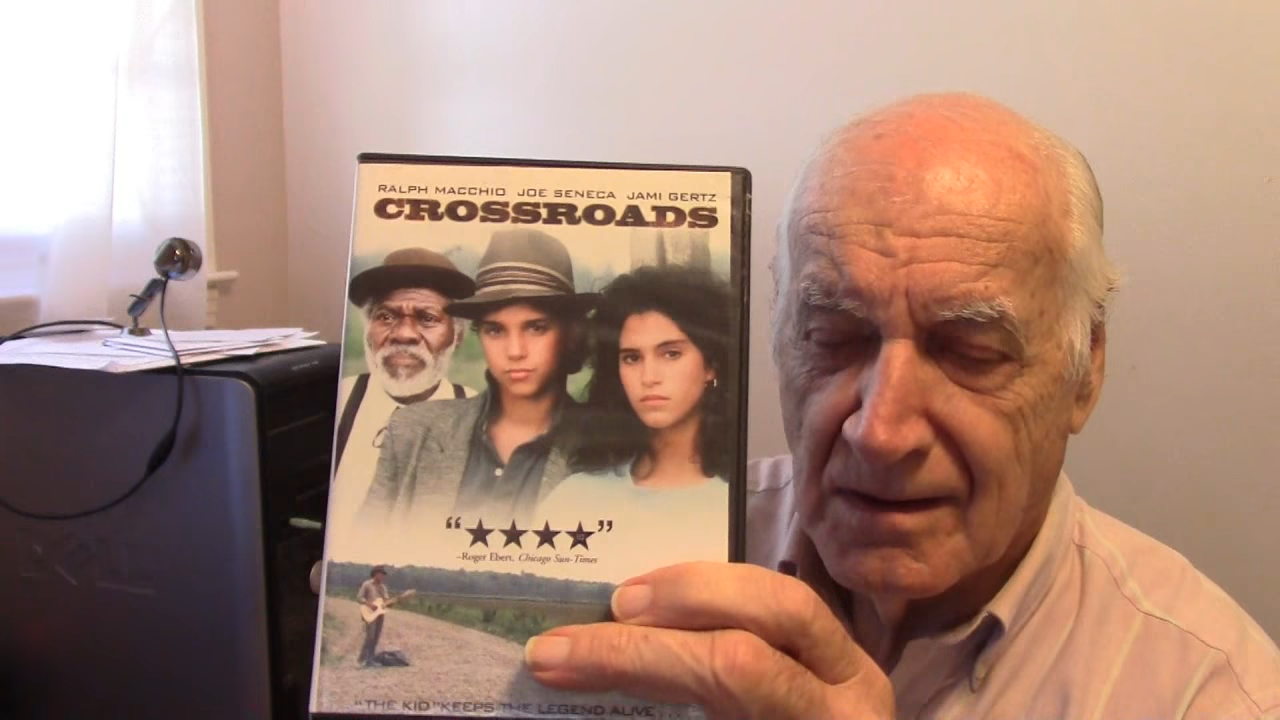 RALPH MACCHIO JOE SENECA JAMI GERTZ
CROSSROADS
“★★★★”
–Roger Ebert, Chicago Sun-Times
"THE KID" KEEPS THE LEGEND ALIVE . . .